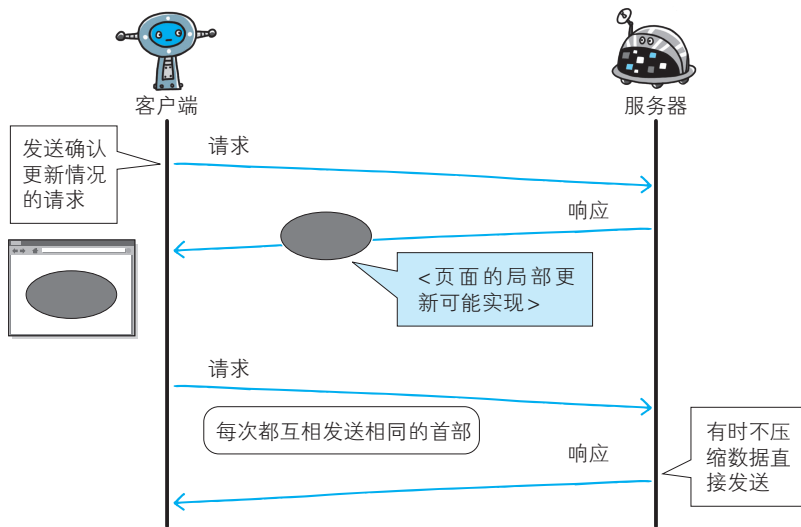 客户端
服务器
发送确认
更新情况
的请求
请求
响应
<页面的局部更
新可能实现>
请求
每次都互相发送相同的首部
响应
有时不压
缩数据直
接发送